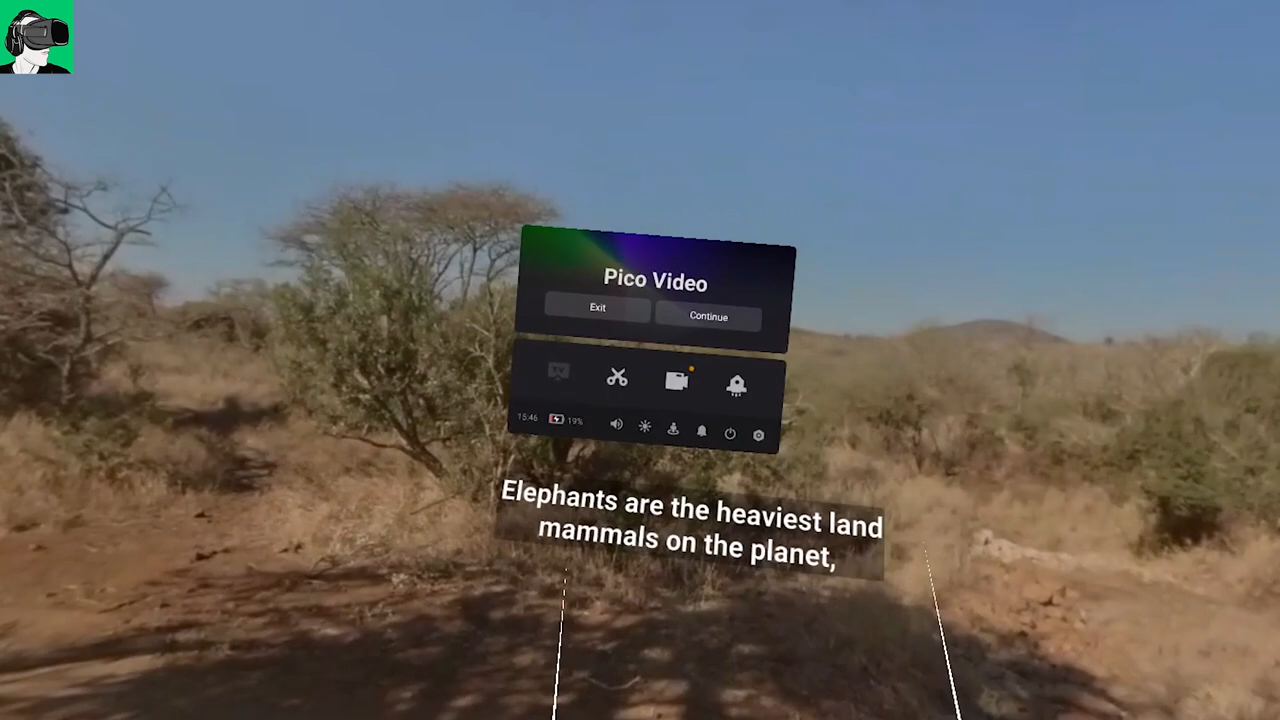 Pico Video
Exit
Continue
15:46
19%
Elephants are the heaviest land
mammals on the planet,